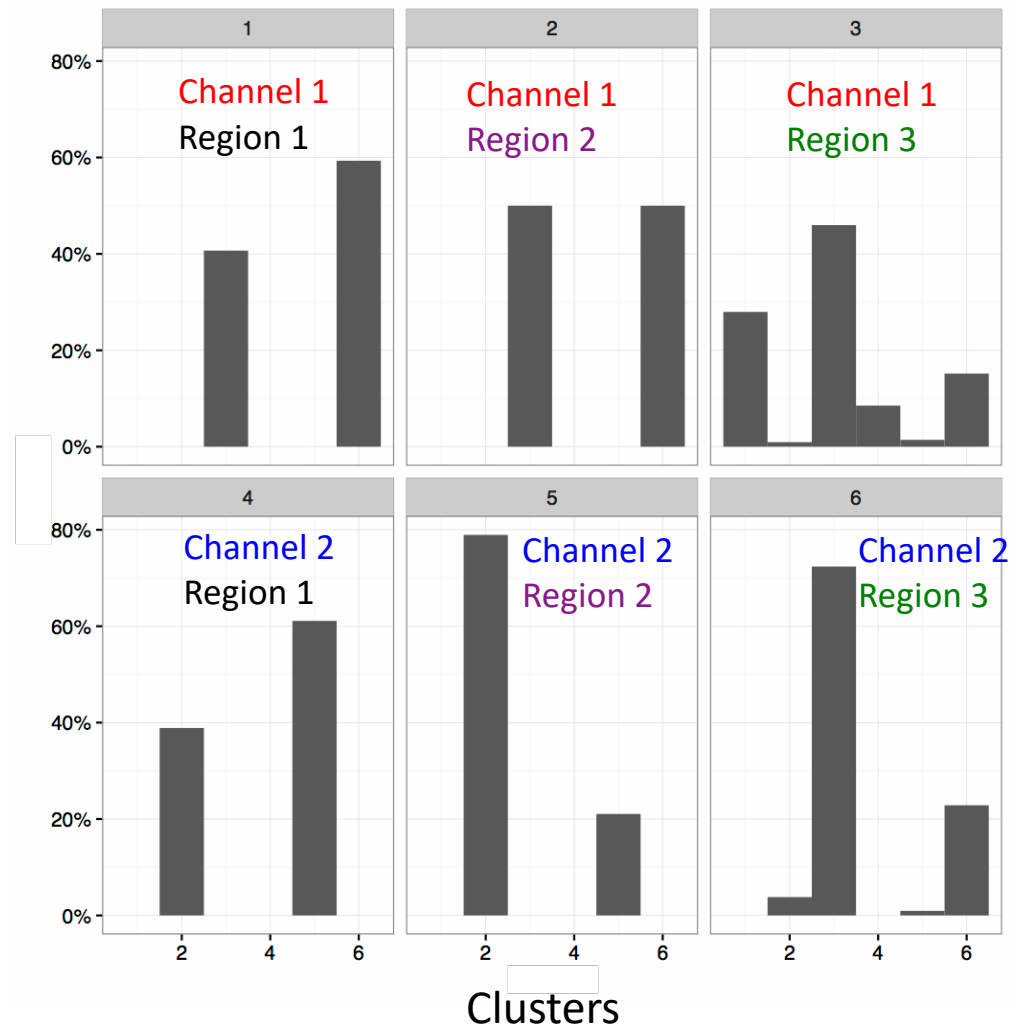 1
2
3
80%
60%
40%
20%
0%
Channel 1
Region 1
Channel 1
Region 2
Channel 1
Region 3
4
5
6
80%
60%
40%
20%
0%
Channel 2
Region 1
Channel 2
Region 2
Channel 2
Region 3
2 4 6
2 4 6
2 4 6
Clusters